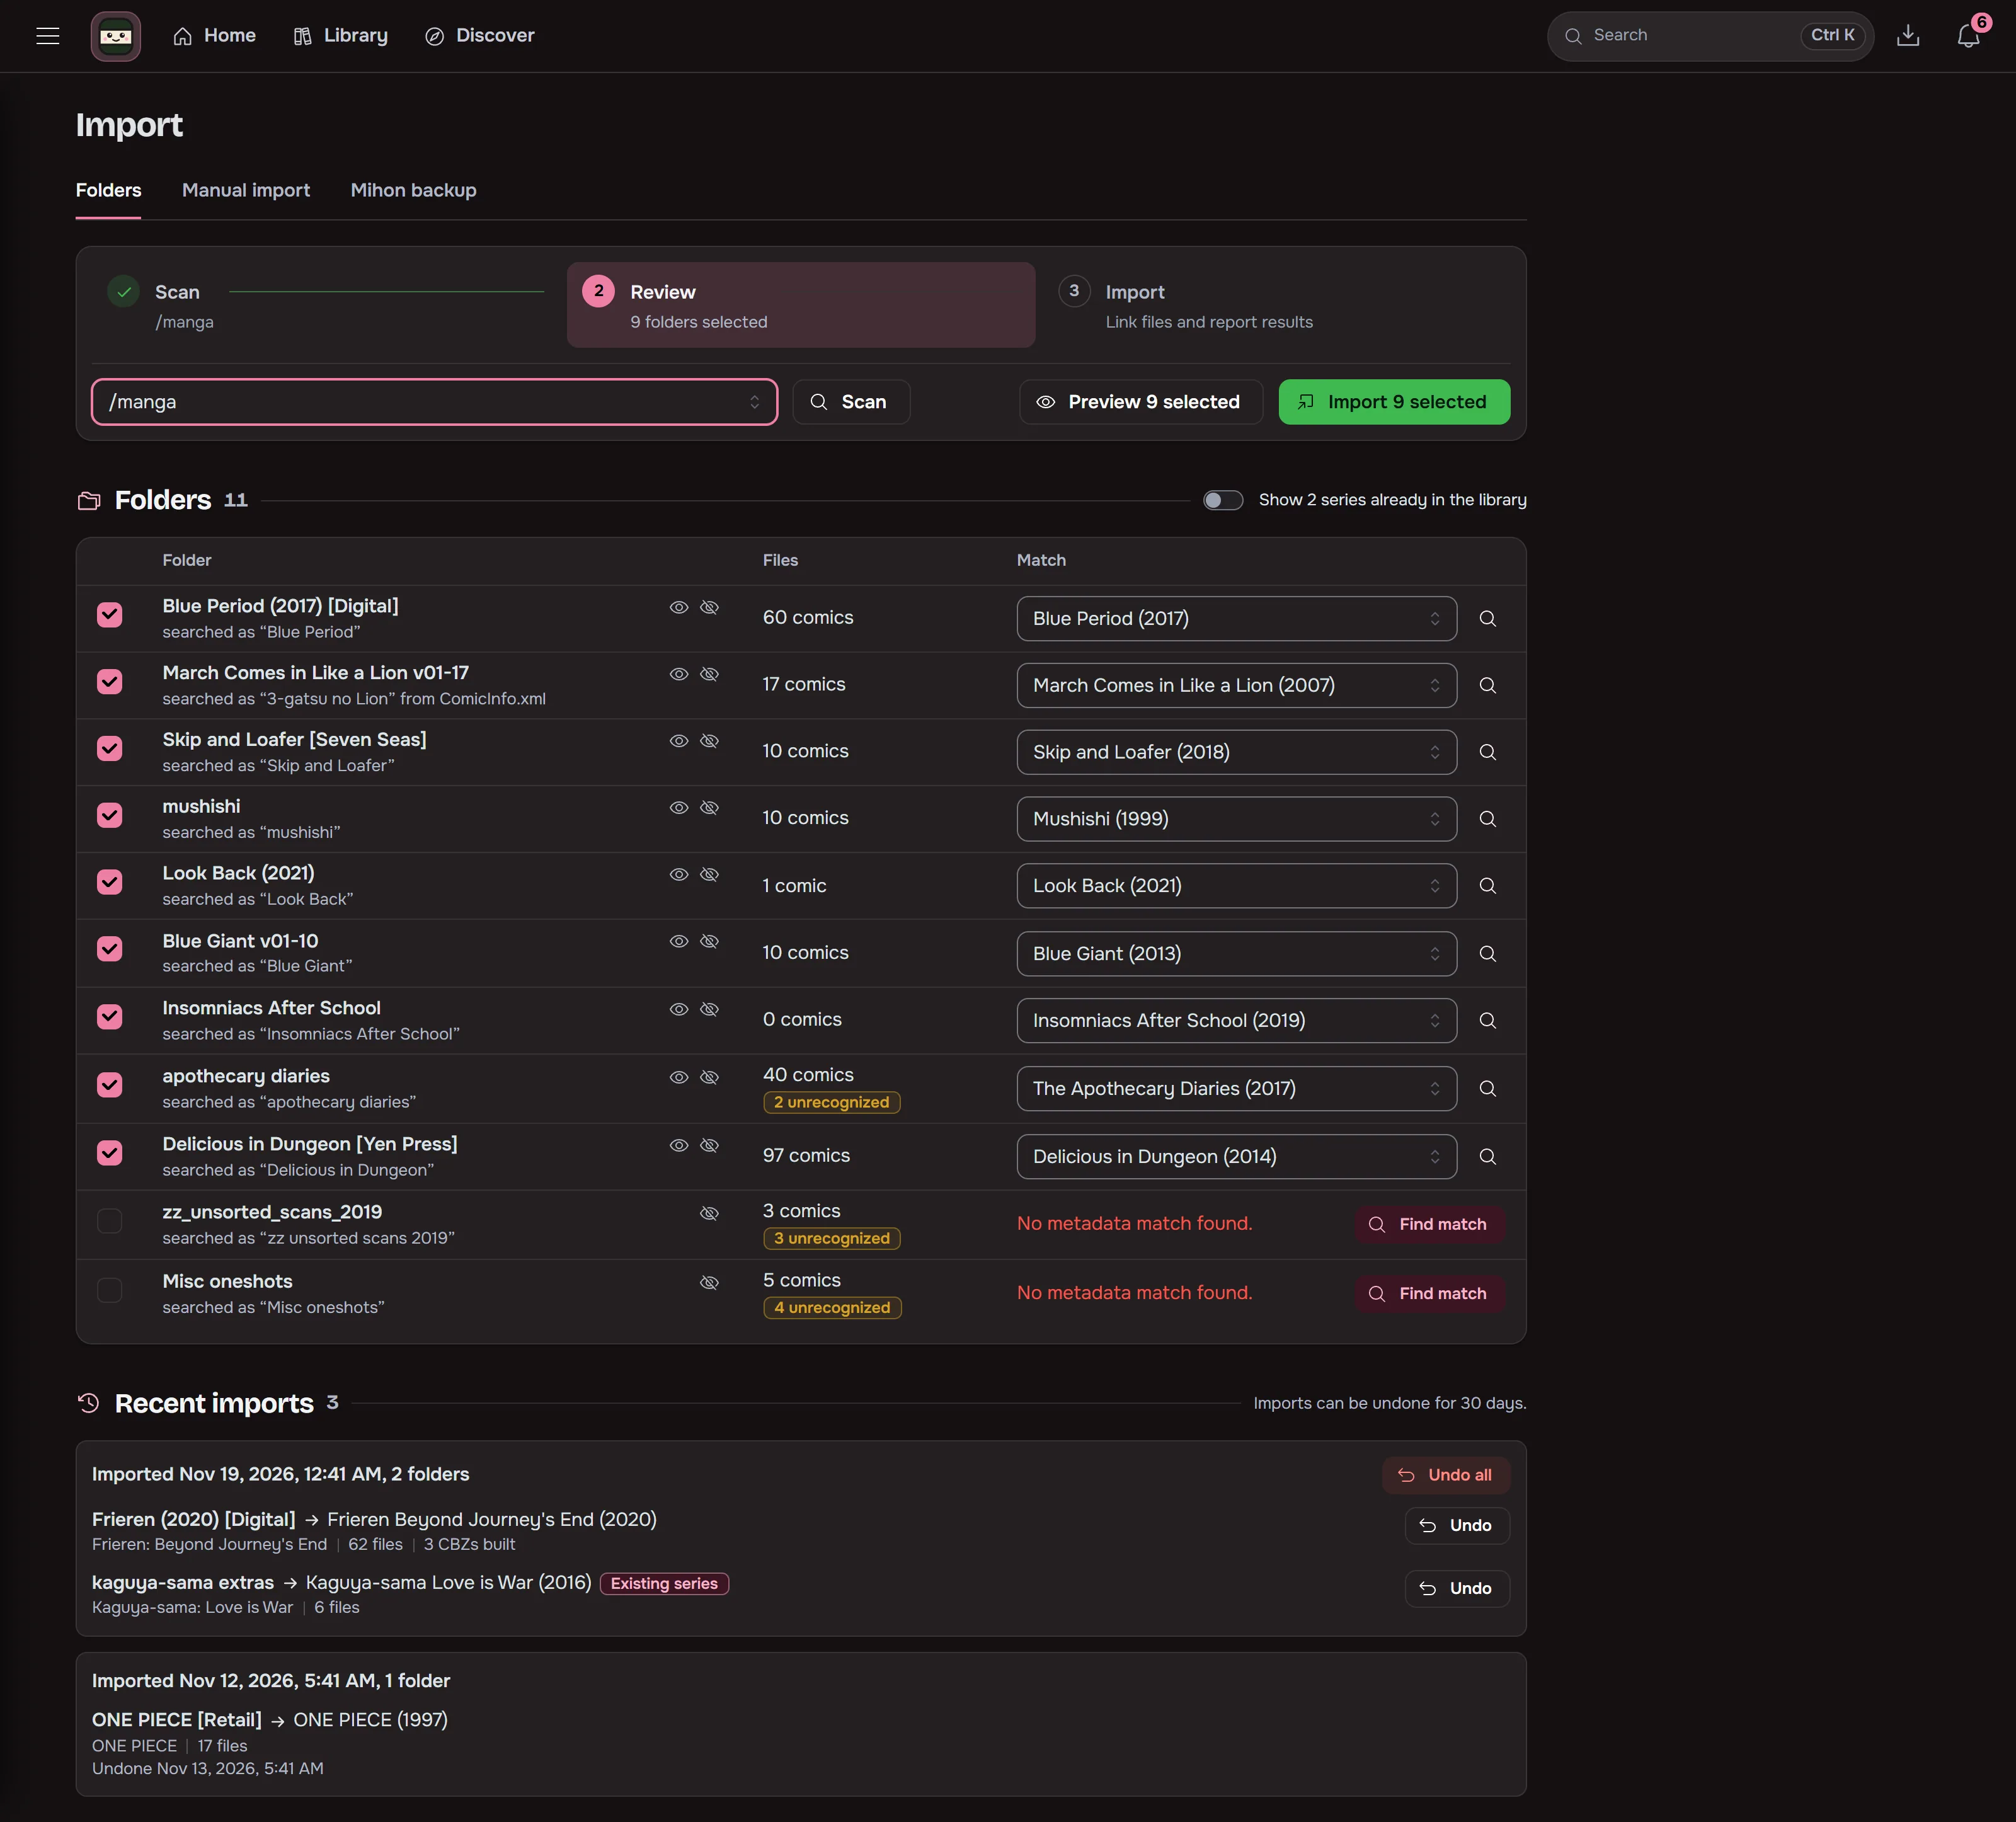 Home
Library
Discover
Search
Ctrl K
6
Import
Folders
Manual import
Mihon backup
Scan
/manga
2
Review
9 folders selected
3
Import
Link files and report results
/manga
Scan
Preview 9 selected
Import 9 selected
Folders 11
Show 2 series already in the library
Folder
Files
Match
Blue Period (2017) [Digital]
searched as “Blue Period”
60 comics
Blue Period (2017)
March Comes in Like a Lion v01-17
searched as “3-gatsu no Lion” from ComicInfo.xml
17 comics
March Comes in Like a Lion (2007)
Skip and Loafer [Seven Seas]
searched as “Skip and Loafer”
10 comics
Skip and Loafer (2018)
mushishi
searched as “mushishi”
10 comics
Mushishi (1999)
Look Back (2021)
searched as “Look Back”
1 comic
Look Back (2021)
Blue Giant v01-10
searched as “Blue Giant”
10 comics
Blue Giant (2013)
Insomniacs After School
searched as “Insomniacs After School”
0 comics
Insomniacs After School (2019)
apothecary diaries
searched as “apothecary diaries”
40 comics
2 unrecognized
The Apothecary Diaries (2017)
Delicious in Dungeon [Yen Press]
searched as “Delicious in Dungeon”
97 comics
Delicious in Dungeon (2014)
zz_unsorted_scans_2019
searched as “zz unsorted scans 2019”
3 comics
3 unrecognized
No metadata match found.
Find match
Misc oneshots
searched as “Misc oneshots”
5 comics
4 unrecognized
No metadata match found.
Find match
Recent imports 3
Imports can be undone for 30 days.
Imported Nov 19, 2026, 12:41 AM, 2 folders
Undo all
Frieren (2020) [Digital] → Frieren Beyond Journey's End (2020)
Frieren: Beyond Journey's End | 62 files | 3 CBZs built
Undo
kaguya-sama extras → Kaguya-sama Love is War (2016) Existing series
Kaguya-sama: Love is War | 6 files
Undo
Imported Nov 12, 2026, 5:41 AM, 1 folder
ONE PIECE [Retail] → ONE PIECE (1997)
ONE PIECE | 17 files
Undone Nov 13, 2026, 5:41 AM